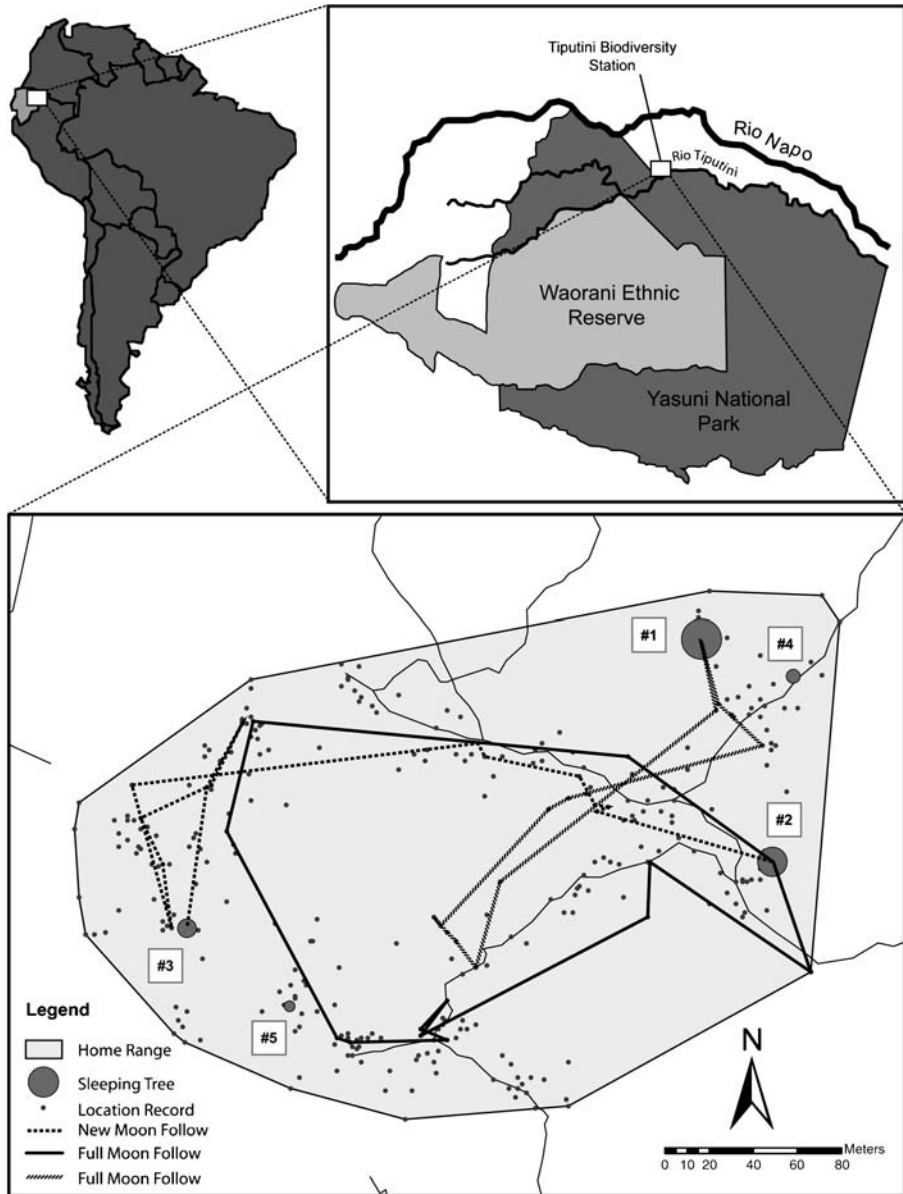 Tiputini Biodiversity
Station
Rio Napo
Rio Tiputini
Waorani Ethnic
Reserve
Yasuni National
Park
#1
#4
#2
#3
#5
Legend
Home Range
Sleeping Tree
Location Record
New Moon Follow
Full Moon Follow
Full Moon Follow
N
Meters
0 10 20 40 60 80